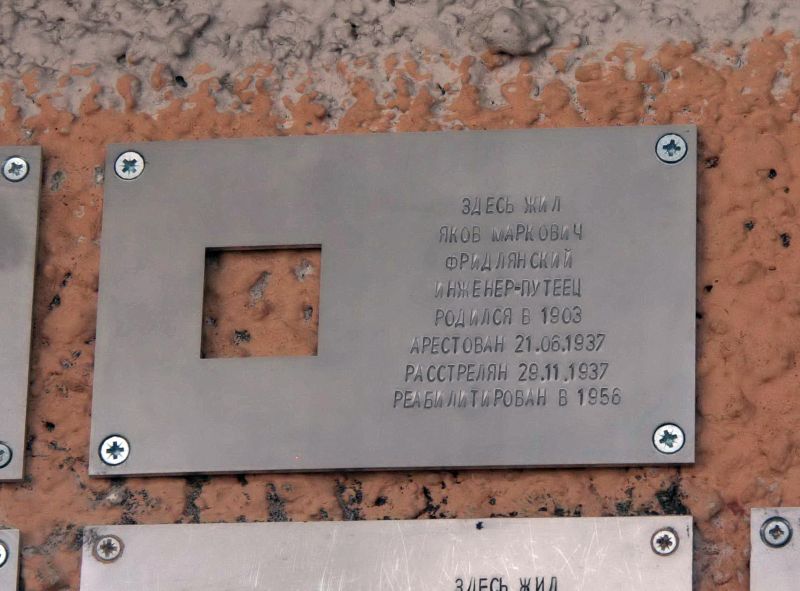 ЗДЕСЬ ЖИЛ
ЯКОВ МАРКОВИЧ
ФРИДЛЯНСКИЙ
ИНЖЕНЕР-ПУТЕЕЦ
РОДИЛСЯ В 1903
АРЕСТОВАН 21.06.1937
РАССТРЕЛЯН 29.11.1937
РЕАБИЛИТИРОВАН В 1956
ЗДЕСЬ ЖИЛ